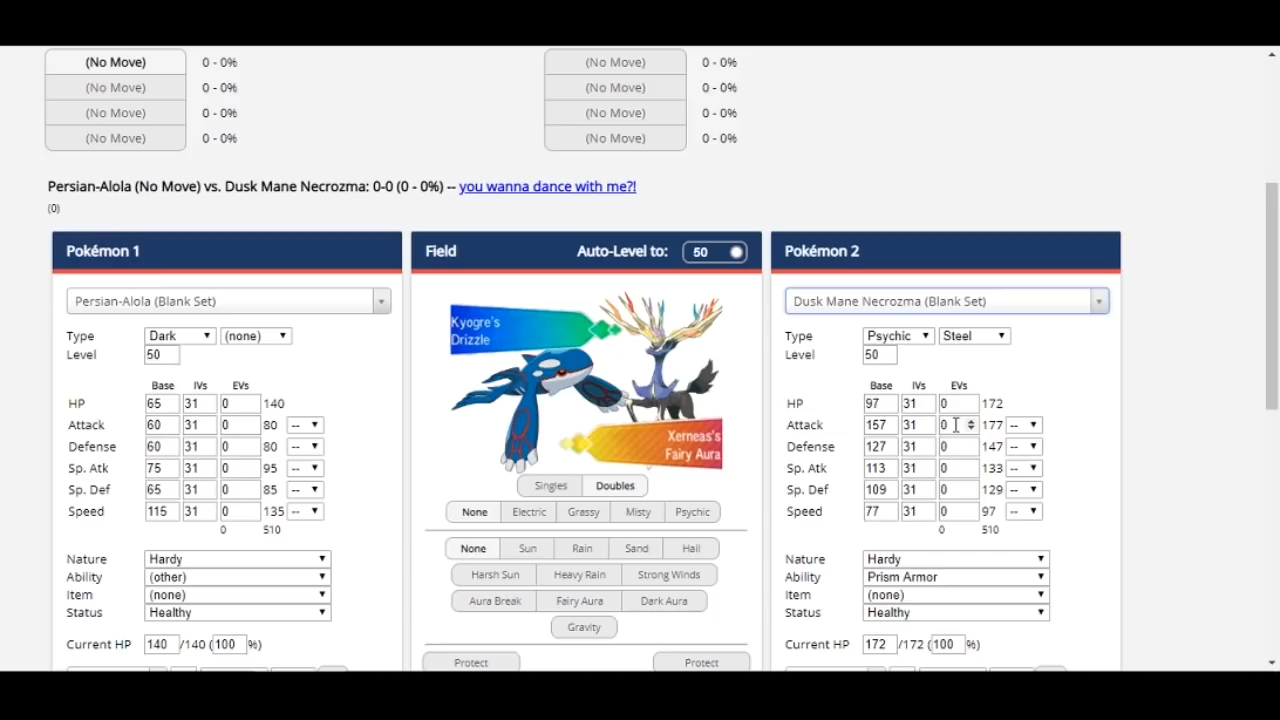 (No Move) 0 - 0% (No Move) 0 - 0%
(No Move) 0 - 0% (No Move) 0 - 0%
(No Move) 0 - 0% (No Move) 0 - 0%
(No Move) 0 - 0% (No Move) 0 - 0%
Persian-Alola (No Move) vs. Dusk Mane Necrozma: 0-0 (0 - 0%) -- you wanna dance with me?!
(0)
Pokémon 1
Persian-Alola (Blank Set)
Type Dark (none)
Level 50
Base IVs EVs
HP 65 31 0 140
Attack 60 31 0 80 --
Defense 60 31 0 80 --
Sp. Atk 75 31 0 95 --
Sp. Def 65 31 0 85 --
Speed 115 31 0 135 --
0 510
Nature Hardy
Ability (other)
Item (none)
Status Healthy
Current HP 140 /140 (100 %)
Field Auto-Level to: 50
Kyogre's
Drizzle
Xerneas's
Fairy Aura
Singles Doubles
None Electric Grassy Misty Psychic
None Sun Rain Sand Hail
Harsh Sun Heavy Rain Strong Winds
Aura Break Fairy Aura Dark Aura
Gravity
Protect Protect
Pokémon 2
Dusk Mane Necrozma (Blank Set)
Type Psychic Steel
Level 50
Base IVs EVs
HP 97 31 0 172
Attack 157 31 0 177 --
Defense 127 31 0 147 --
Sp. Atk 113 31 0 133 --
Sp. Def 109 31 0 129 --
Speed 77 31 0 97 --
0 510
Nature Hardy
Ability Prism Armor
Item (none)
Status Healthy
Current HP 172 /172 (100 %)